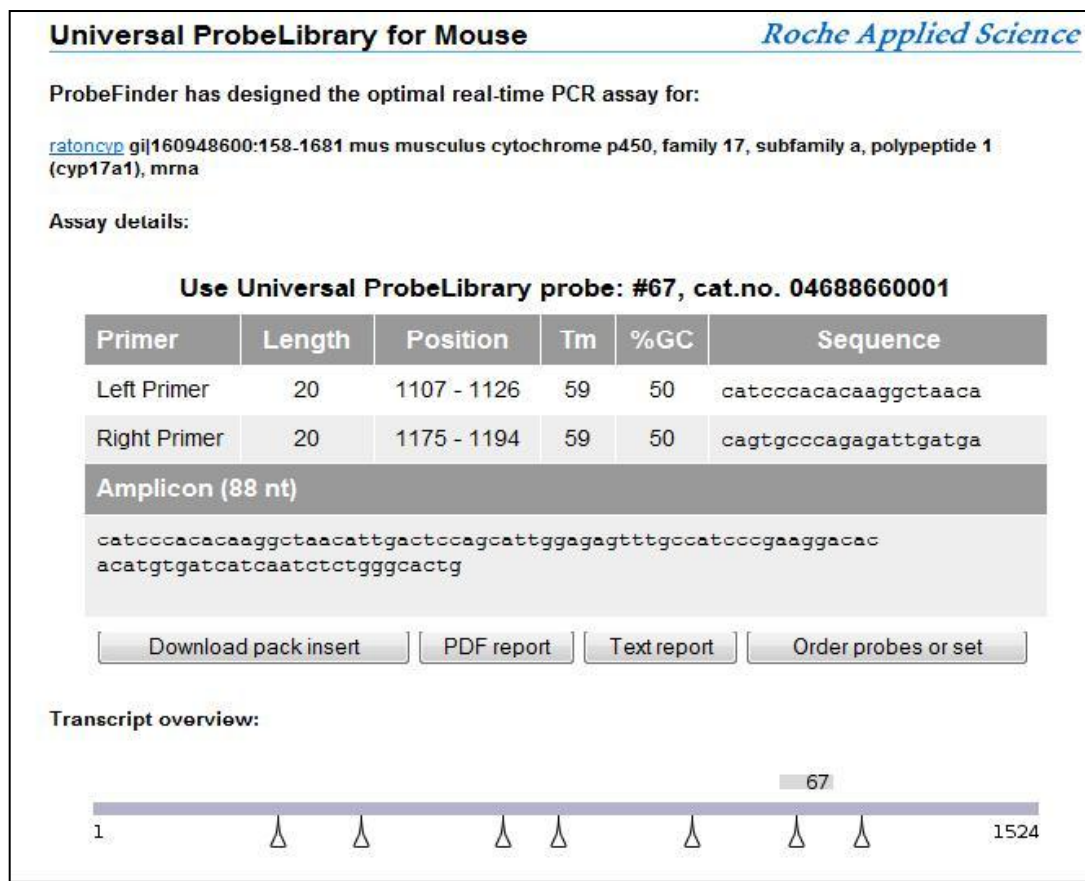 Universal ProbeLibrary for Mouse Roche Applied Science
ProbeFinder has designed the optimal real-time PCR assay for:
ratoncyp gi|160948600:158-1681 mus musculus cytochrome p450, family 17, subfamily a, polypeptide 1
(cyp17a1), mrna
Assay details:
Use Universal ProbeLibrary probe: #67, cat.no. 04688660001
Primer Length Position Tm %GC Sequence
Left Primer 20 1107 - 1126 59 50 catcccacacaaggctaaca
Right Primer 20 1175 - 1194 59 50 cagtgcccagagattgatga
Amplicon (88 nt)
catcccacacaaggctaacattgactccagcattggagagtttgccatcccgaaggacac
acatgtgatcatcaatctctgggcactg
Download pack insert PDF report Text report Order probes or set
Transcript overview:
67
1 1524